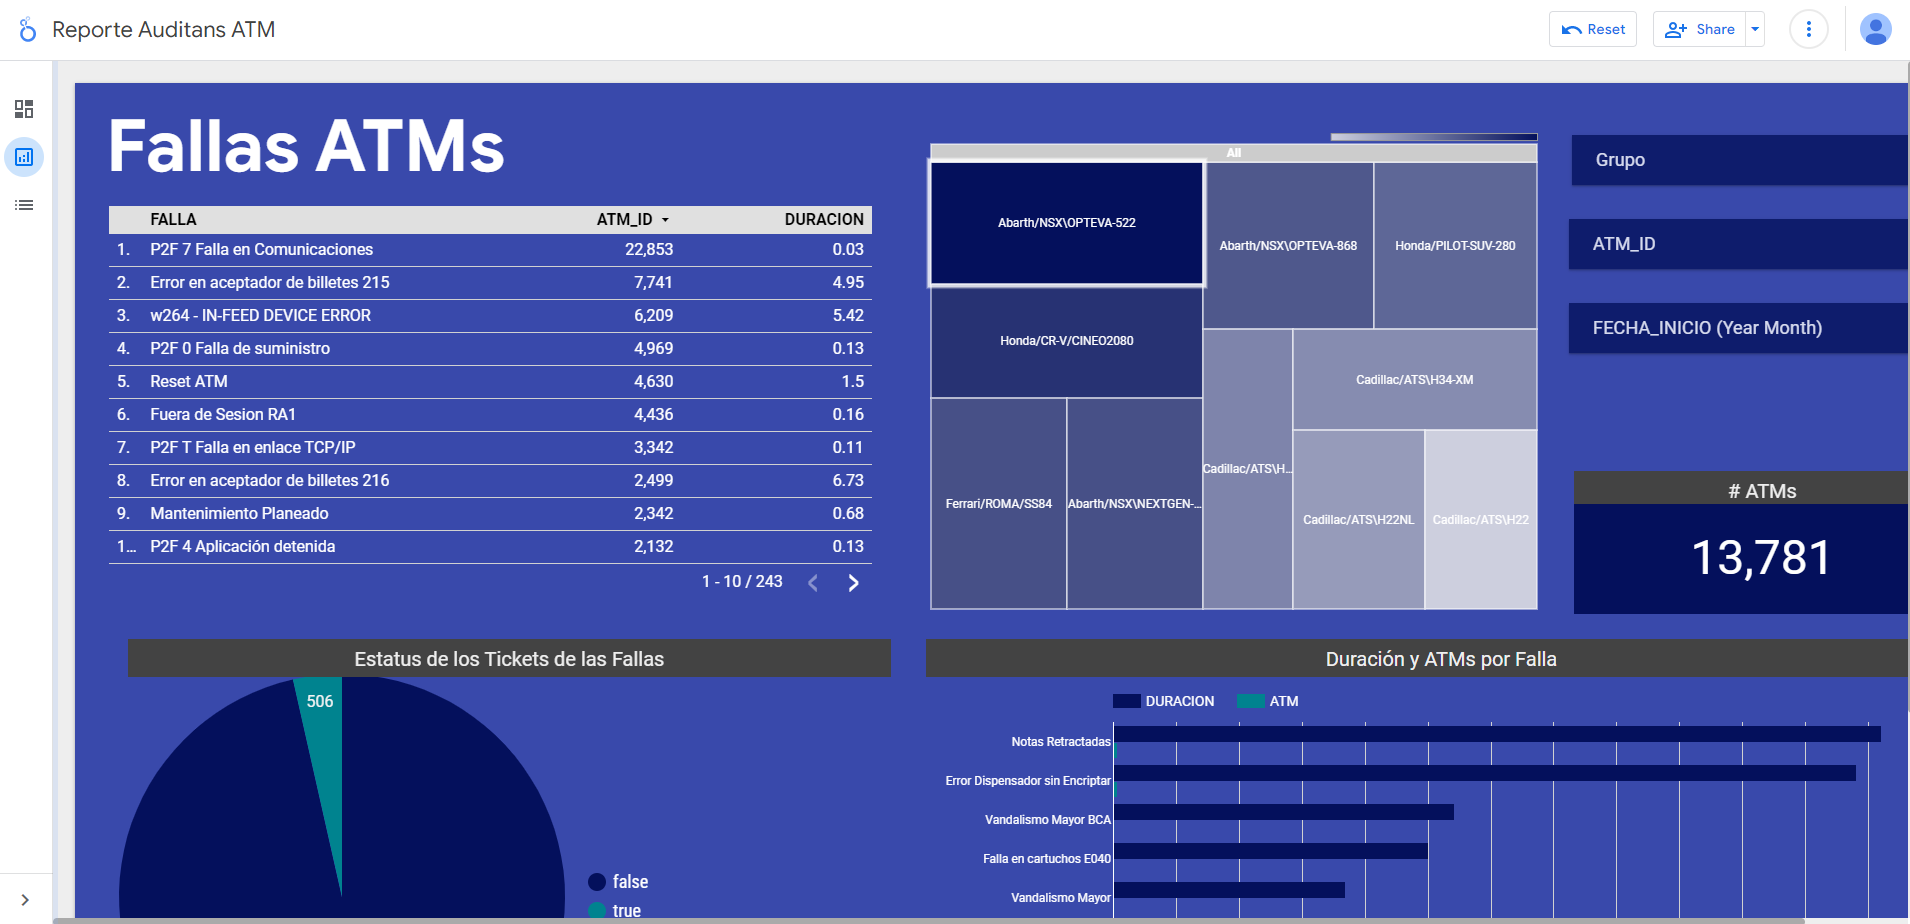 Reporte Auditans ATM
Reset
Share
Fallas ATMs
FALLA ATM_ID DURACION
1. P2F 7 Falla en Comunicaciones 22,853 0.03
2. Error en aceptador de billetes 215 7,741 4.95
3. w264 - IN-FEED DEVICE ERROR 6,209 5.42
4. P2F 0 Falla de suministro 4,969 0.13
5. Reset ATM 4,630 1.5
6. Fuera de Sesion RA1 4,436 0.16
7. P2F T Falla en enlace TCP/IP 3,342 0.11
8. Error en aceptador de billetes 216 2,499 6.73
9. Mantenimiento Planeado 2,342 0.68
1... P2F 4 Aplicación detenida 2,132 0.13
1 - 10 / 243
All
Abarth/NSX\OPTEVA-522
Abarth/NSX\OPTEVA-868
Honda/PILOT-SUV-280
Honda/CR-V/CINEO2080
Cadillac/ATS\H34-XM
Cadillac/ATS\H...
Ferrari/ROMA/SS84
Abarth/NSX\NEXTGEN-...
Cadillac/ATS\H22NL
Cadillac/ATS\H22
Grupo
ATM_ID
FECHA_INICIO (Year Month)
# ATMs
13,781
Estatus de los Tickets de las Fallas
506
false
true
Duración y ATMs por Falla
DURACION ATM
Notas Retractadas
Error Dispensador sin Encriptar
Vandalismo Mayor BCA
Falla en cartuchos E040
Vandalismo Mayor